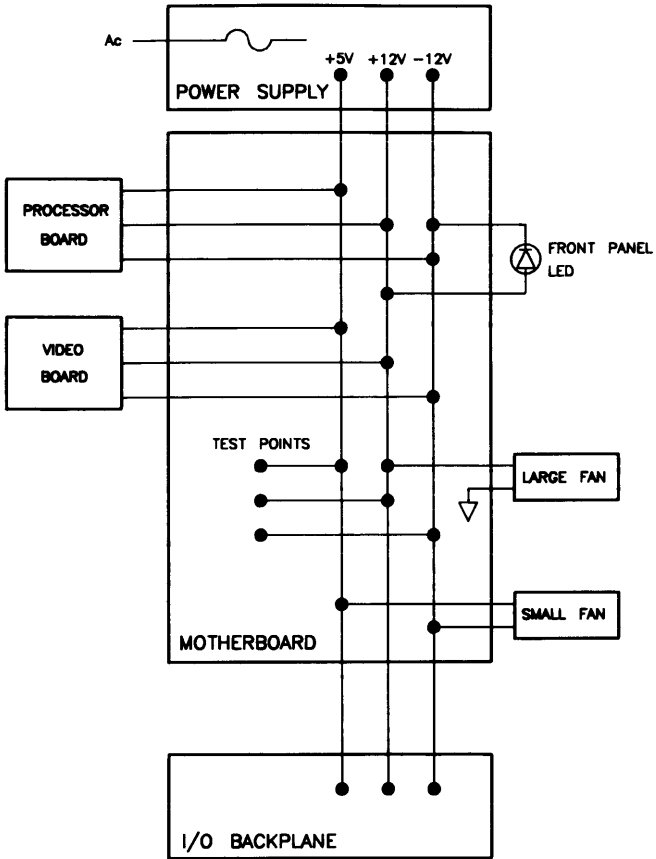 Ac
+5V +12V -12V
POWER SUPPLY
PROCESSOR
BOARD
FRONT PANEL
LED
VIDEO
BOARD
TEST POINTS
LARGE FAN
SMALL FAN
MOTHERBOARD
I/O BACKPLANE